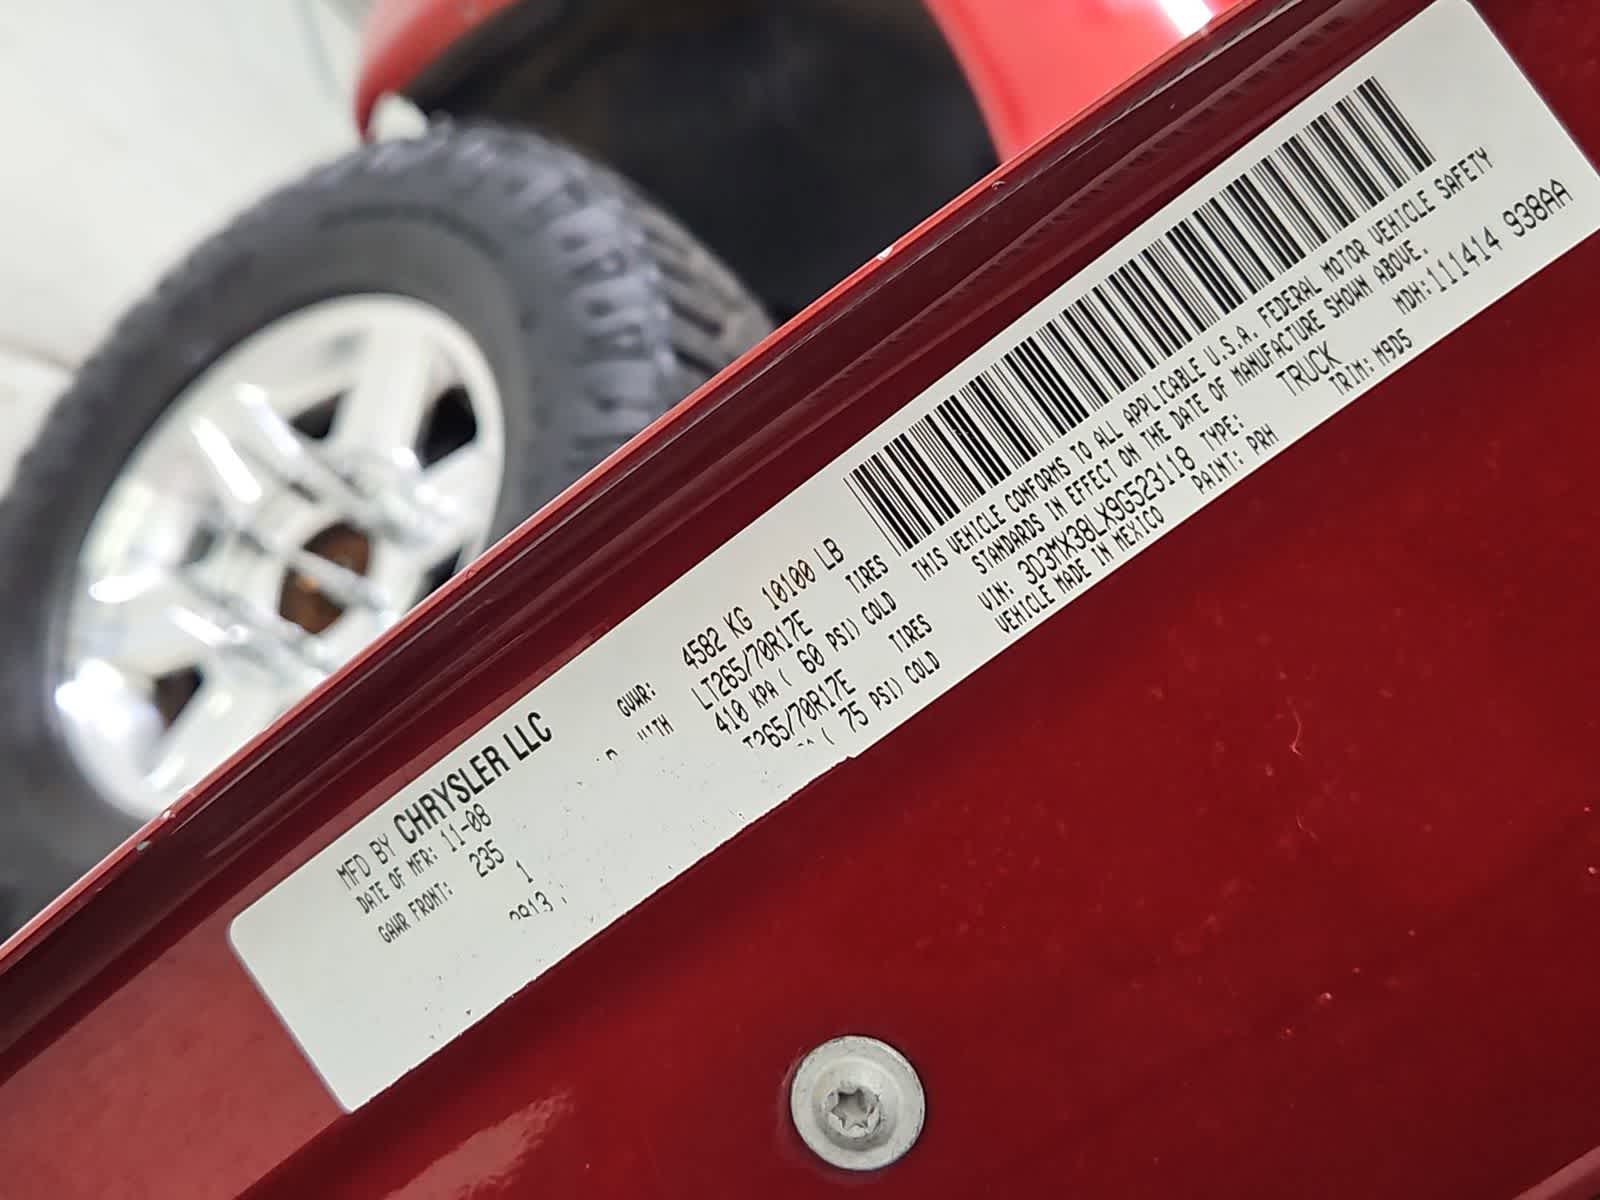 MFD BY CHRYSLER LLC
DATE OF MFR: 11-08 GVWR: 4582 KG 10100 LB
GAWR FRONT: 235 WITH LT265/70R17E TIRES
1 410 KPA ( 60 PSI) COLD
265/70R17E TIRES
( 75 PSI) COLD
THIS VEHICLE CONFORMS TO ALL APPLICABLE U.S.A. FEDERAL MOTOR VEHICLE SAFETY
STANDARDS IN EFFECT ON THE DATE OF MANUFACTURE SHOWN ABOVE.
VIN: 3D3MX38LX9G523118 TYPE: TRUCK MDH: 111414 938AA
VEHICLE MADE IN MEXICO PAINT: PRH TRIM: M9D5